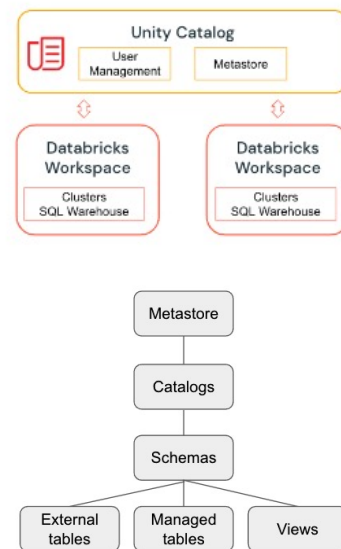 Unity Catalog
User
Management
Metastore
Databricks
Workspace
Clusters
SQL Warehouse
Databricks
Workspace
Clusters
SQL Warehouse
Metastore
Catalogs
Schemas
External
tables
Managed
tables
Views